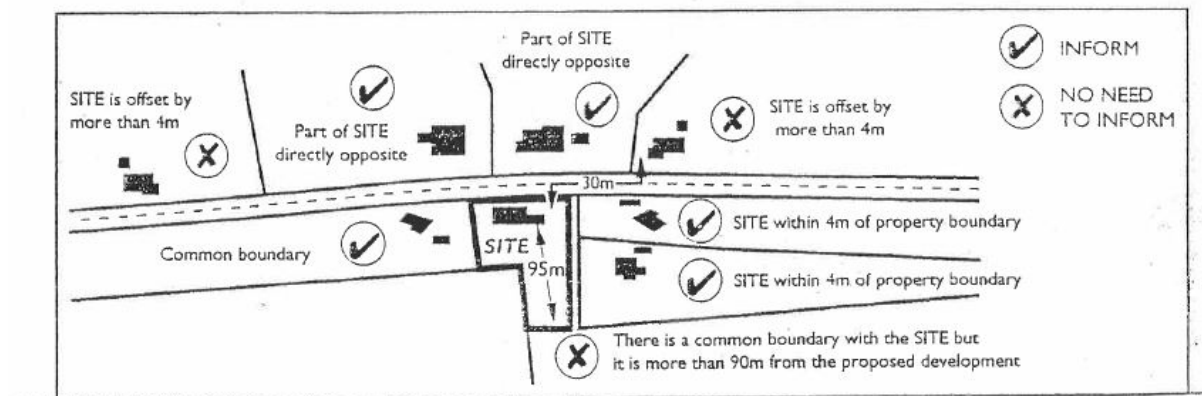 Part of SITE
directly opposite
INFORM
SITE is offset by
more than 4m
Part of SITE
directly opposite
SITE is offset by
more than 4m
NO NEED
TO INFORM
30m
Common boundary
SITE
95m
SITE within 4m of property boundary
SITE within 4m of property boundary
There is a common boundary with the SITE but
it is more than 90m from the proposed development